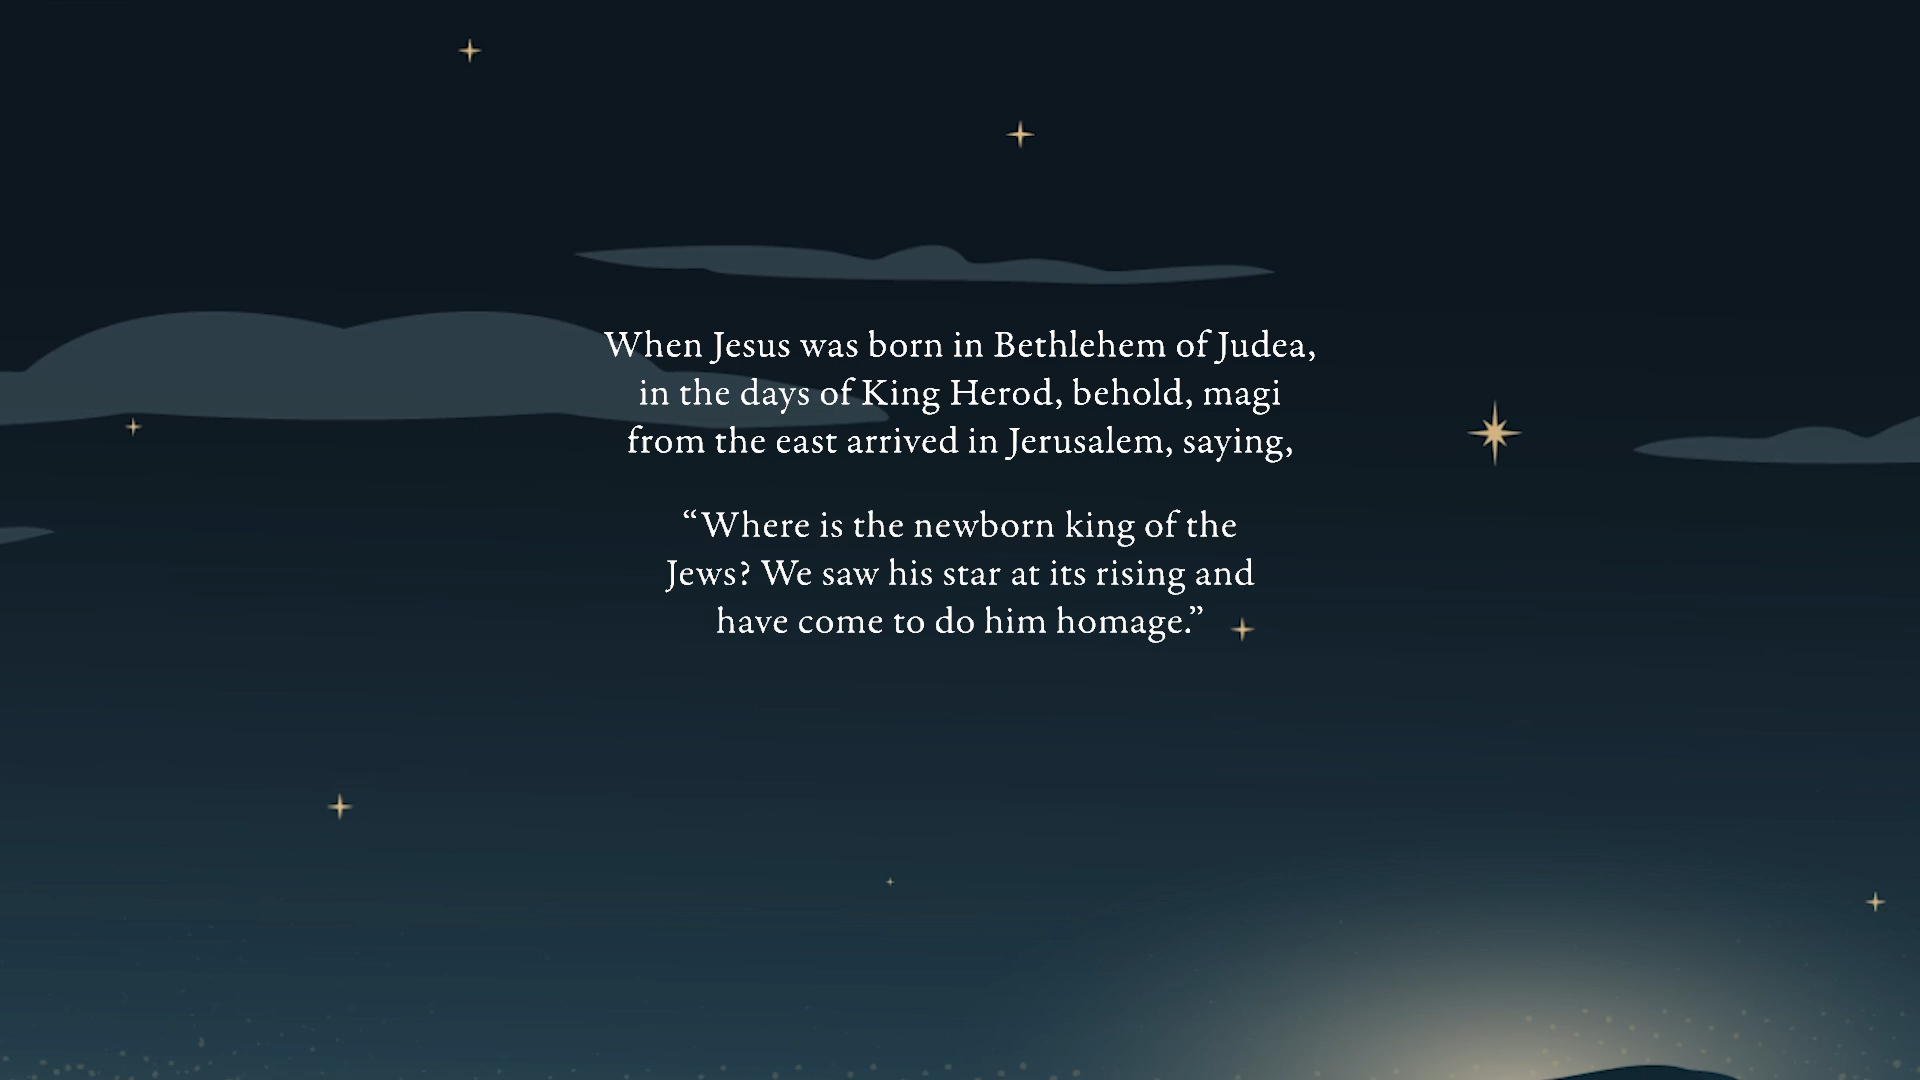 When Jesus was born in Bethlehem of Judea,
in the days of King Herod, behold, magi
from the east arrived in Jerusalem, saying,
“Where is the newborn king of the
Jews? We saw his star at its rising and
have come to do him homage.”